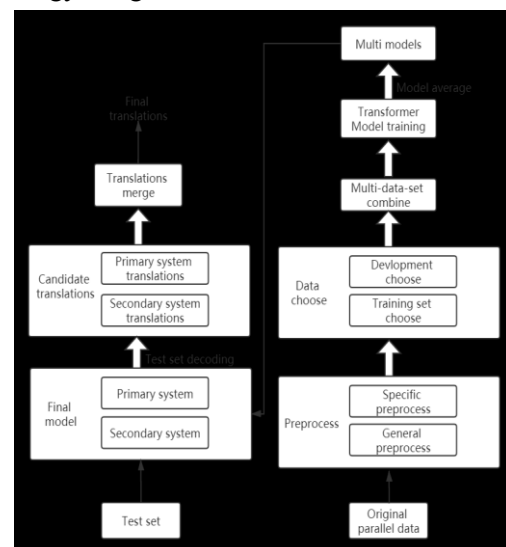 Final
translations
Translations
merge
Candidate
translations
Primary system
translations
Secondary system
translations
Test set decoding
Final
model
Primary system
Secondary system
Test set
Multi models
Model average
Transformer
Model training
Multi-data-set
combine
Data
choose
Devlopment
choose
Training set
choose
Preprocess
Specific
preprocess
General
preprocess
Original
parallel data